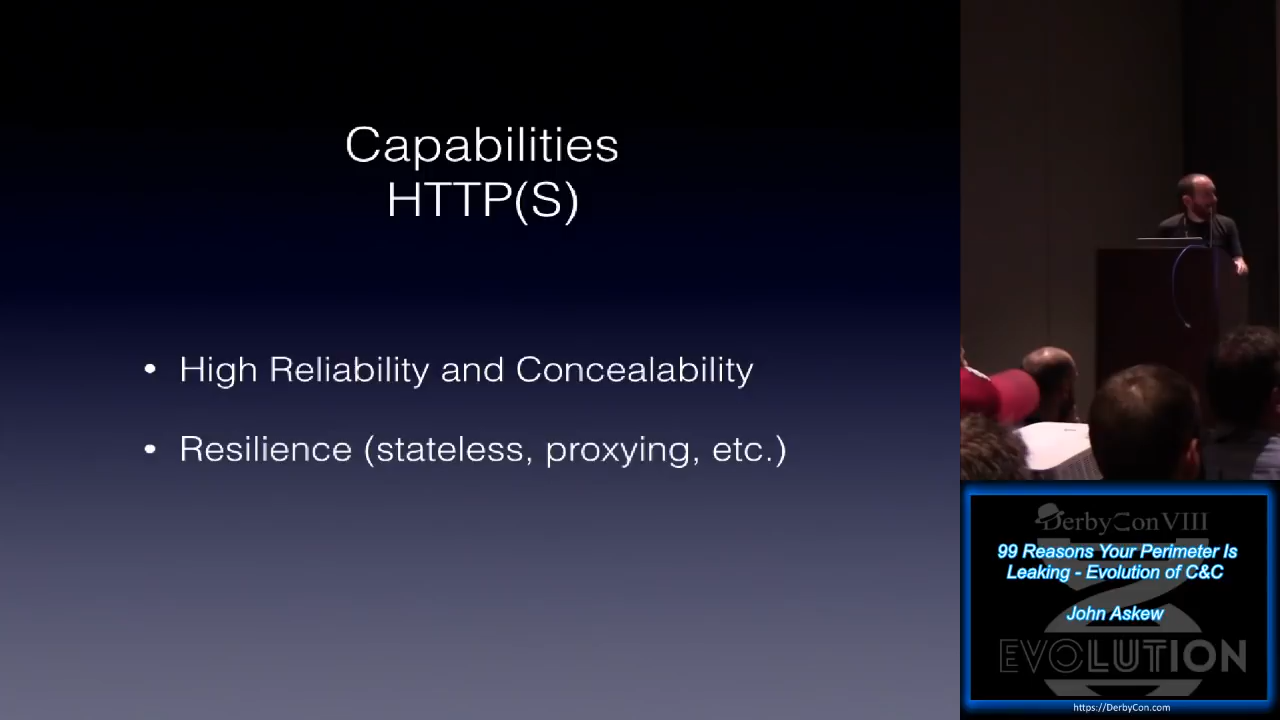 Capabilities
HTTP(S)
• High Reliability and Concealability
• Resilience (stateless, proxying, etc.)
DerbyCon VIII
99 Reasons Your Perimeter Is
Leaking - Evolution of C&C
John Askew
EVOLUTION
https://DerbyCon.com